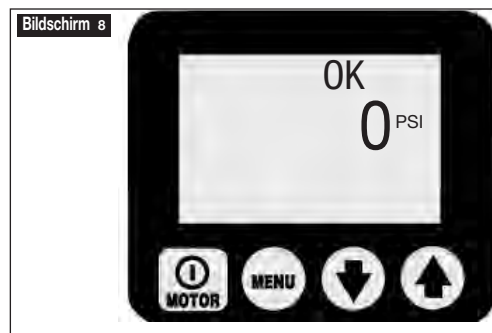 Bildschirm 8
OK
0 PSI
MOTOR
MENU